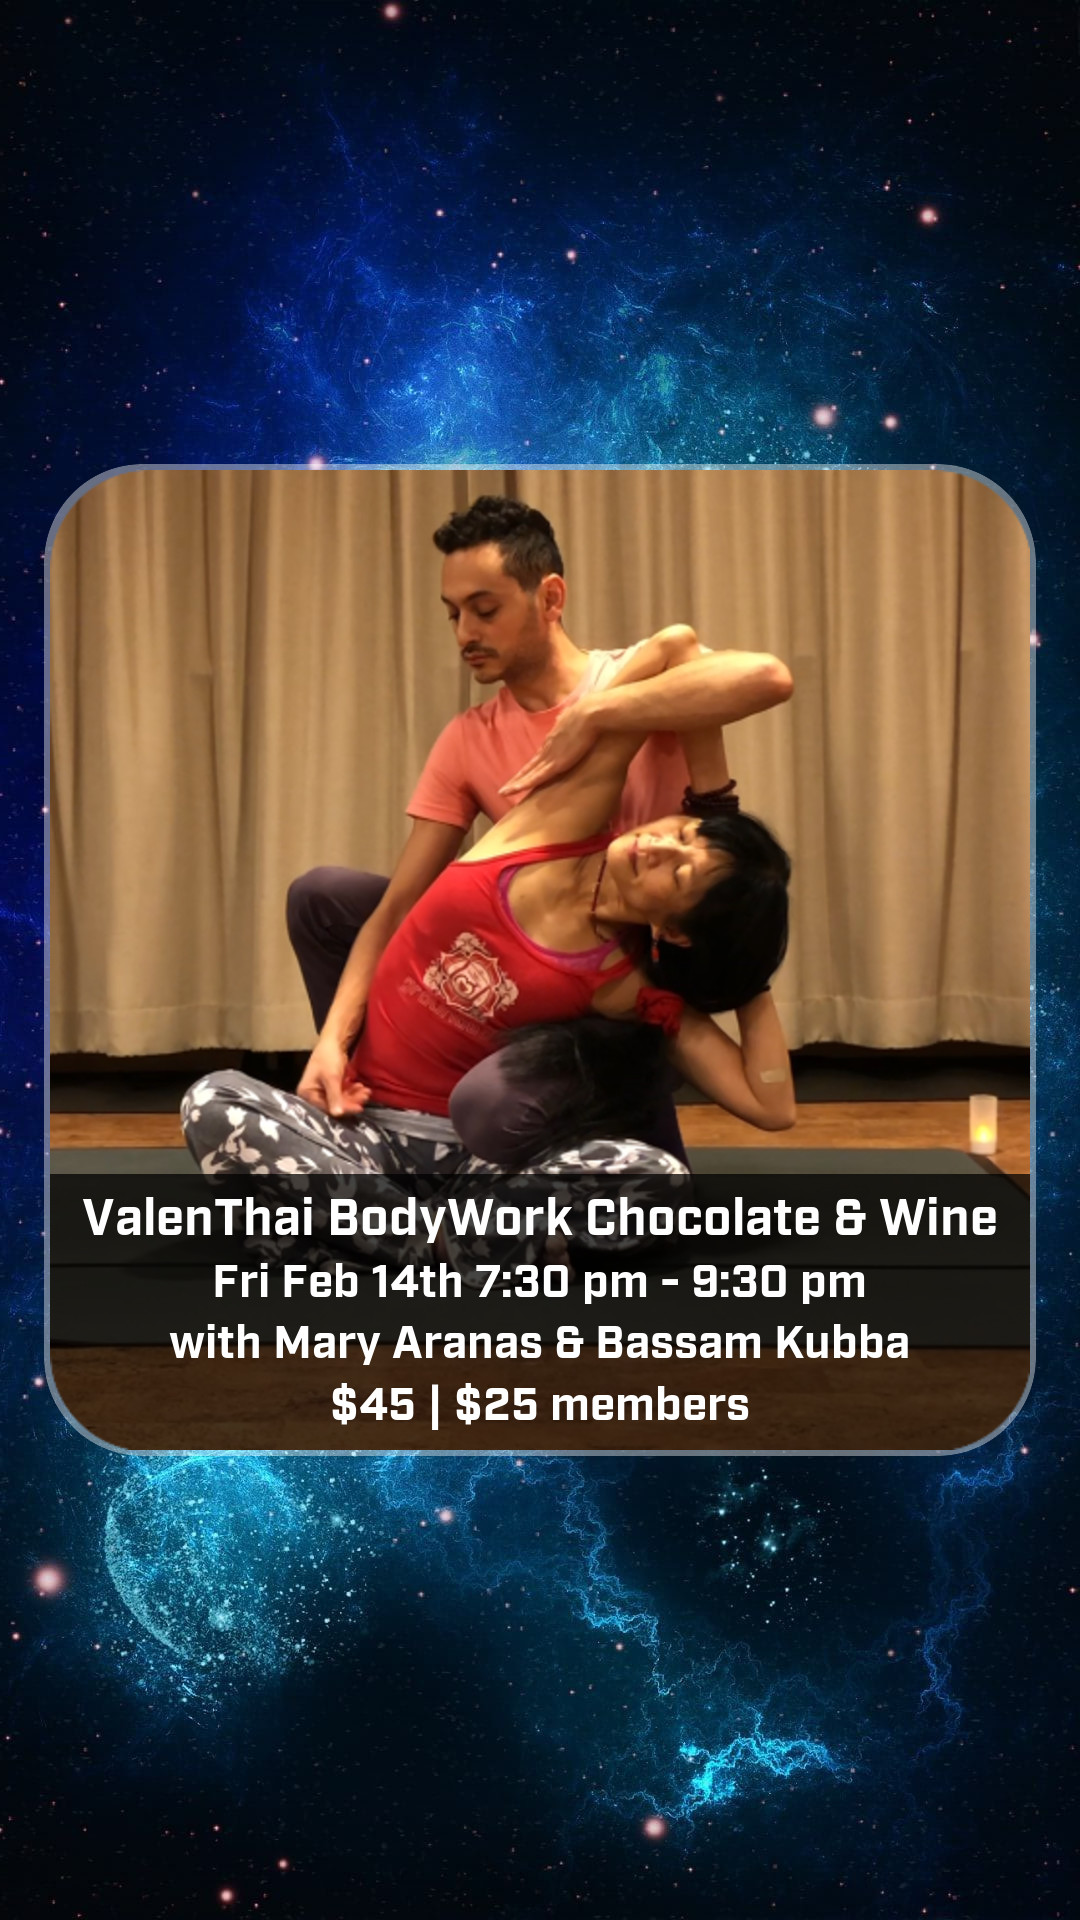 ValenThai BodyWork Chocolate & Wine
Fri Feb 14th 7:30 pm - 9:30 pm
with Mary Aranas & Bassam Kubba
$45 | $25 members